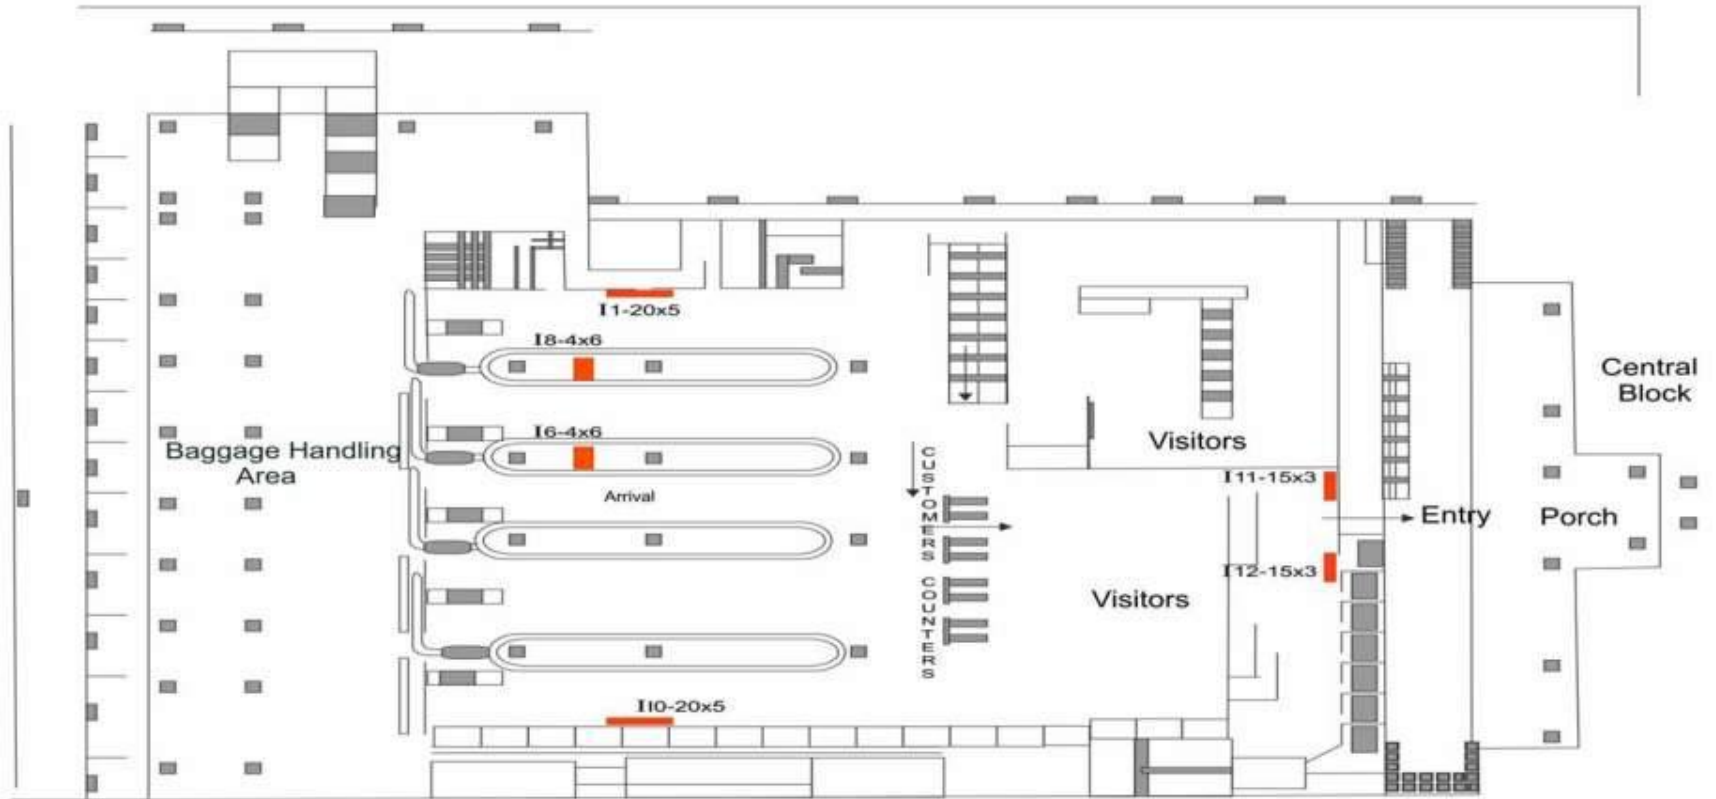 I1-20x5
I8-4x6
Central
Block
I6-4x6
Visitors
Baggage Handling
Area
I11-15x3
Arrival
Entry
Porch
CUSTOMERS COUNTERS
I12-15x3
Visitors
I10-20x5